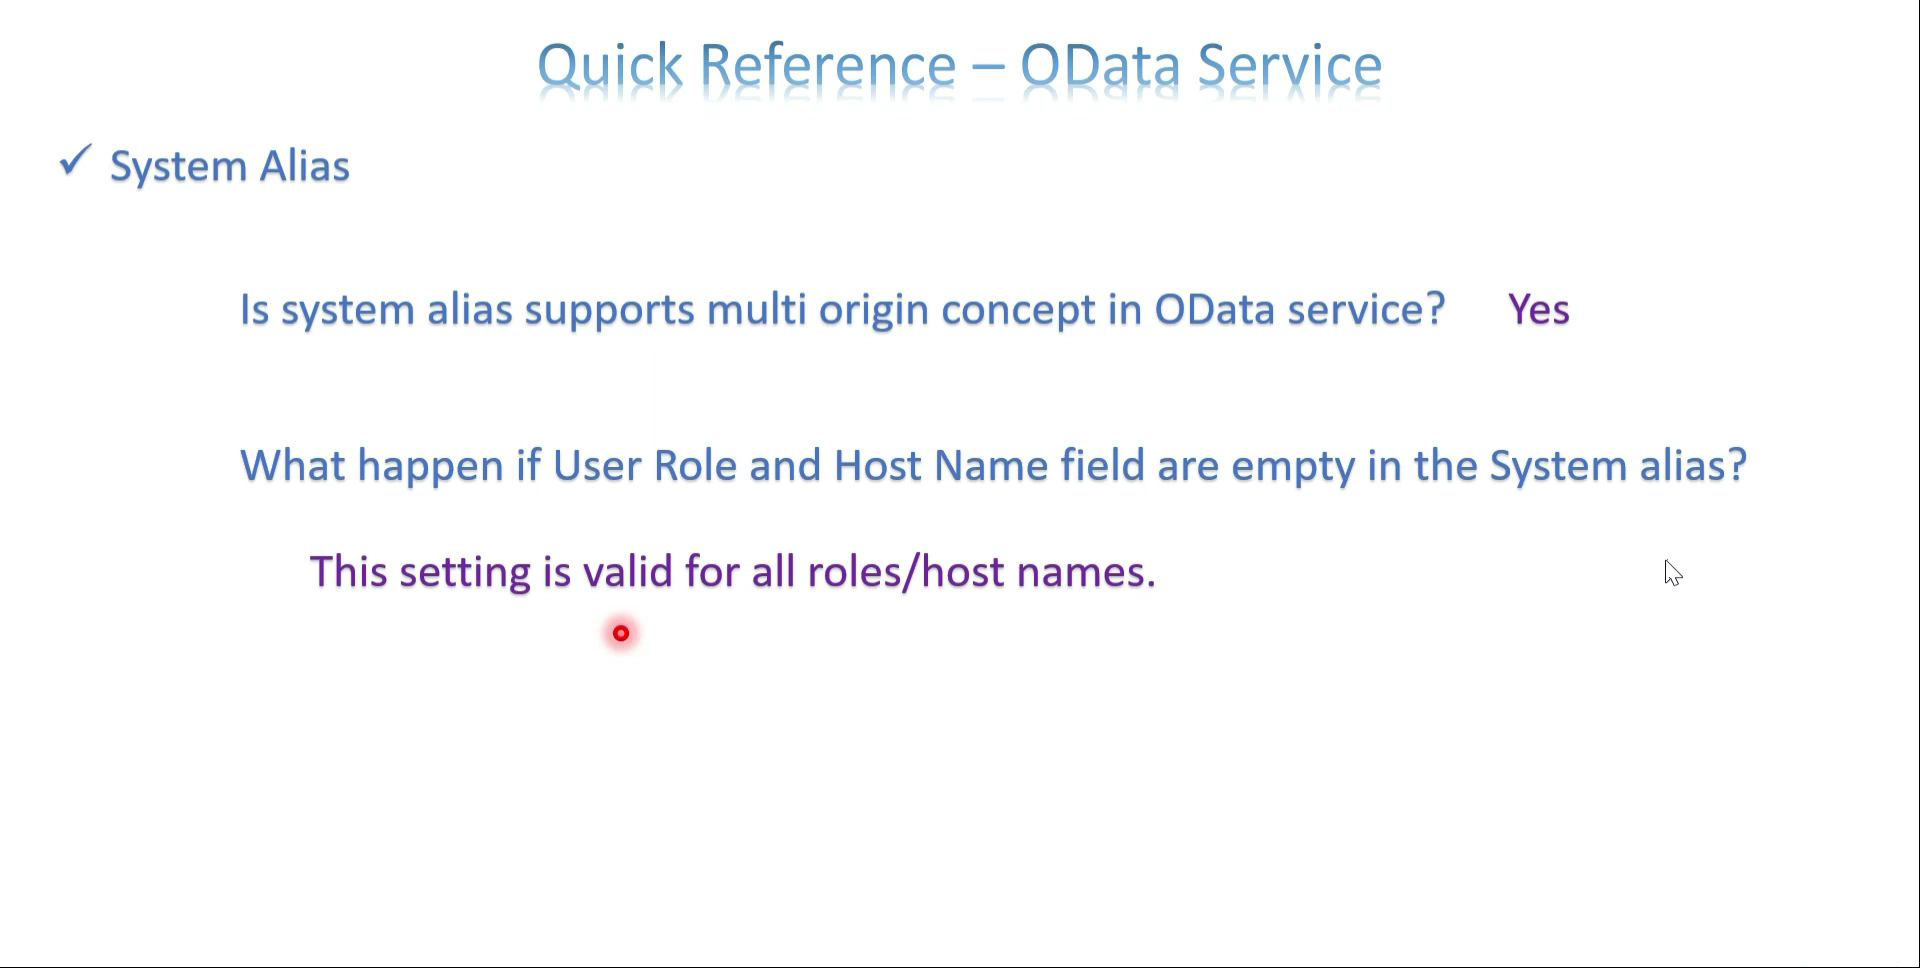 Quick Reference – OData Service
✓ System Alias
Is system alias supports multi origin concept in OData service? Yes
What happen if User Role and Host Name field are empty in the System alias?
This setting is valid for all roles/host names.